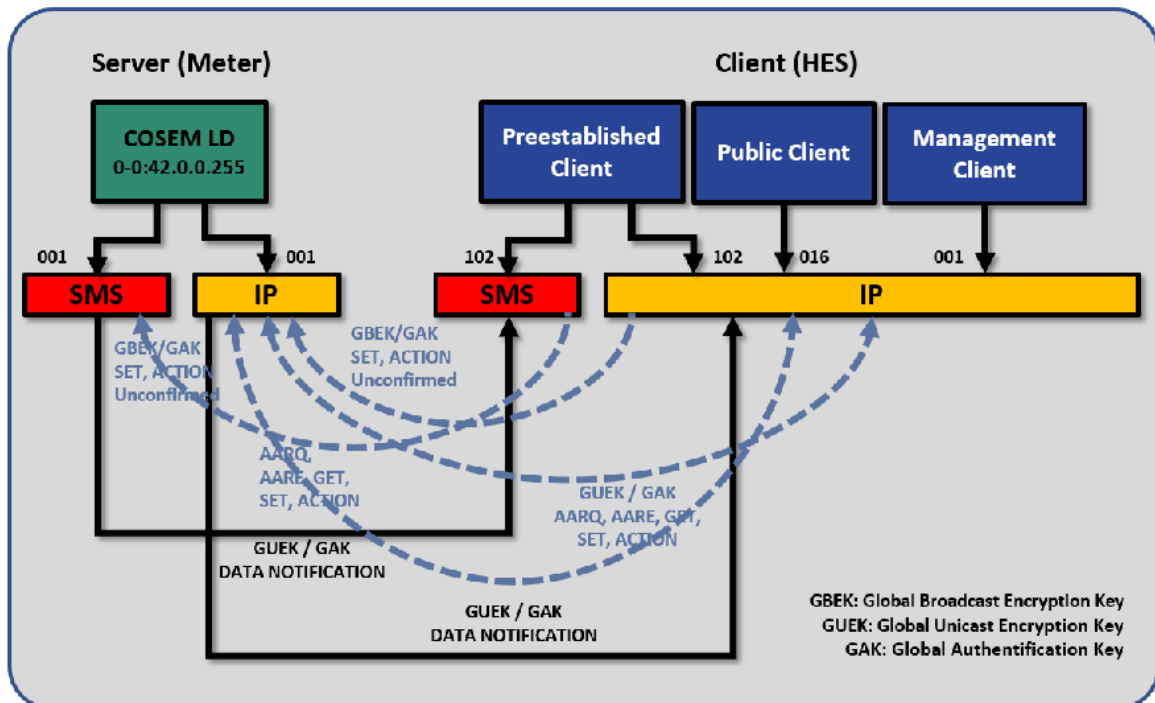 Server (Meter)
Client (HES)
COSEM LD
0-0:42.0.0.255
Preestablished
Client
Public Client
Management
Client
001
001
102
102
016
001
SMS
IP
SMS
IP
GBEK/GAK
SET, ACTION
Unconfirmed
GBEK/GAK
SET, ACTION
Unconfirmed
AARQ,
AARE, GET,
SET, ACTION
GUEK / GAK
AARQ, AARE, GET,
SET, ACTION
GUEK / GAK
DATA NOTIFICATION
GUEK / GAK
DATA NOTIFICATION
GBEK: Global Broadcast Encryption Key
GUEK: Global Unicast Encryption Key
GAK: Global Authentification Key